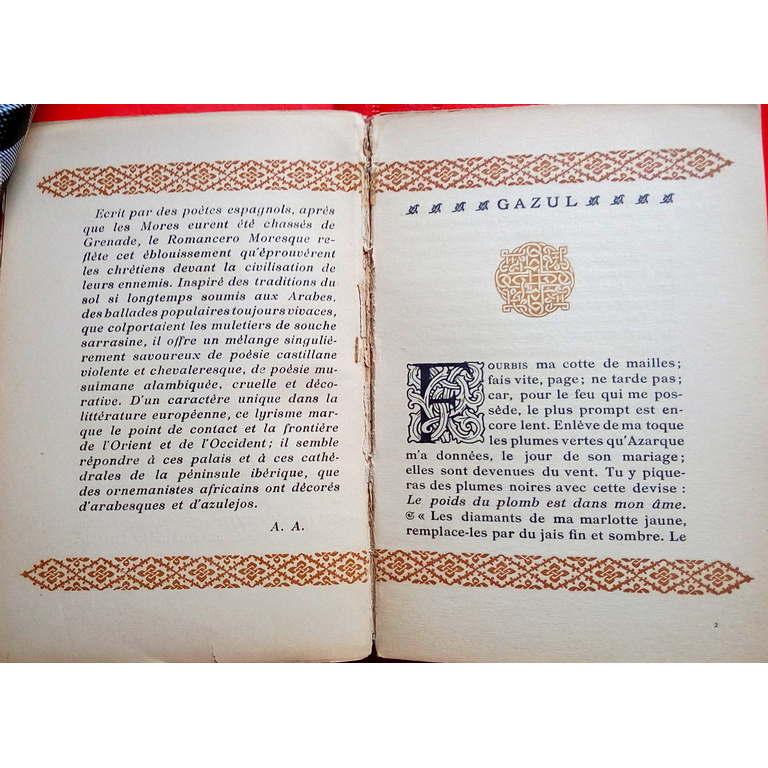 Ecrit par des poètes espagnols, après
que les Mores eurent été chassés de
Grenade, le Romancero Moresque re-
flète cet éblouissement qu'éprouvèrent
les chrétiens devant la civilisation de
leurs ennemis. Inspiré des traditions du
sol si longtemps soumis aux Arabes,
des ballades populaires toujours vivaces,
que colportaient les muletiers de souche
sarrasine, il offre un mélange singuliè-
rement savoureux de poésie castillane
violente et chevaleresque, de poésie mu-
sulmane alambiquée, cruelle et déco-
rative. D'un caractère unique dans la
littérature européenne, ce lyrisme mar-
que le point de contact et la frontière
de l'Orient et de l'Occident; il semble
répondre à ces palais et à ces cathé-
drales de la péninsule ibérique, que
des ornemanistes africains ont décorés
d'arabesques et d'azulejos.
A. A.
GAZUL
FOURBIS ma cotte de mailles;
fais vite, page; ne tarde pas;
car, pour le feu qui me pos-
sède, le plus prompt est en-
core lent. Enlève de ma toque
les plumes vertes qu'Azarque
m'a données, le jour de son mariage;
elles sont devenues du vent. Tu y pique-
ras des plumes noires avec cette devise :
Le poids du plomb est dans mon âme.
« Les diamants de ma marlotte jaune,
remplace-les par du jais fin et sombre. Le
2